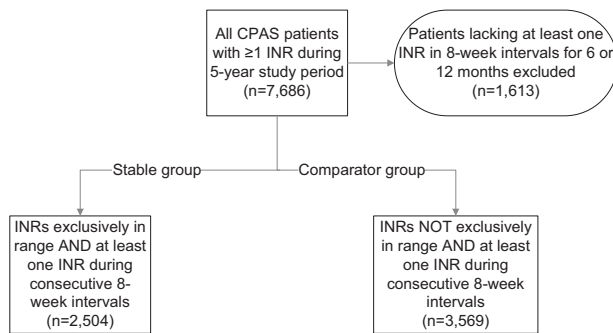 All CPAS patients
with ≥1 INR during
5-year study period
(n=7,686)
Patients lacking at least one
INR in 8-week intervals for 6 or
12 months excluded
(n=1,613)
Stable group
Comparator group
INRs exclusively in
range AND at least
one INR during
consecutive 8-
week intervals
(n=2,504)
INRs NOT exclusively
in range AND at least
one INR during
consecutive 8-week
intervals
(n=3,569)